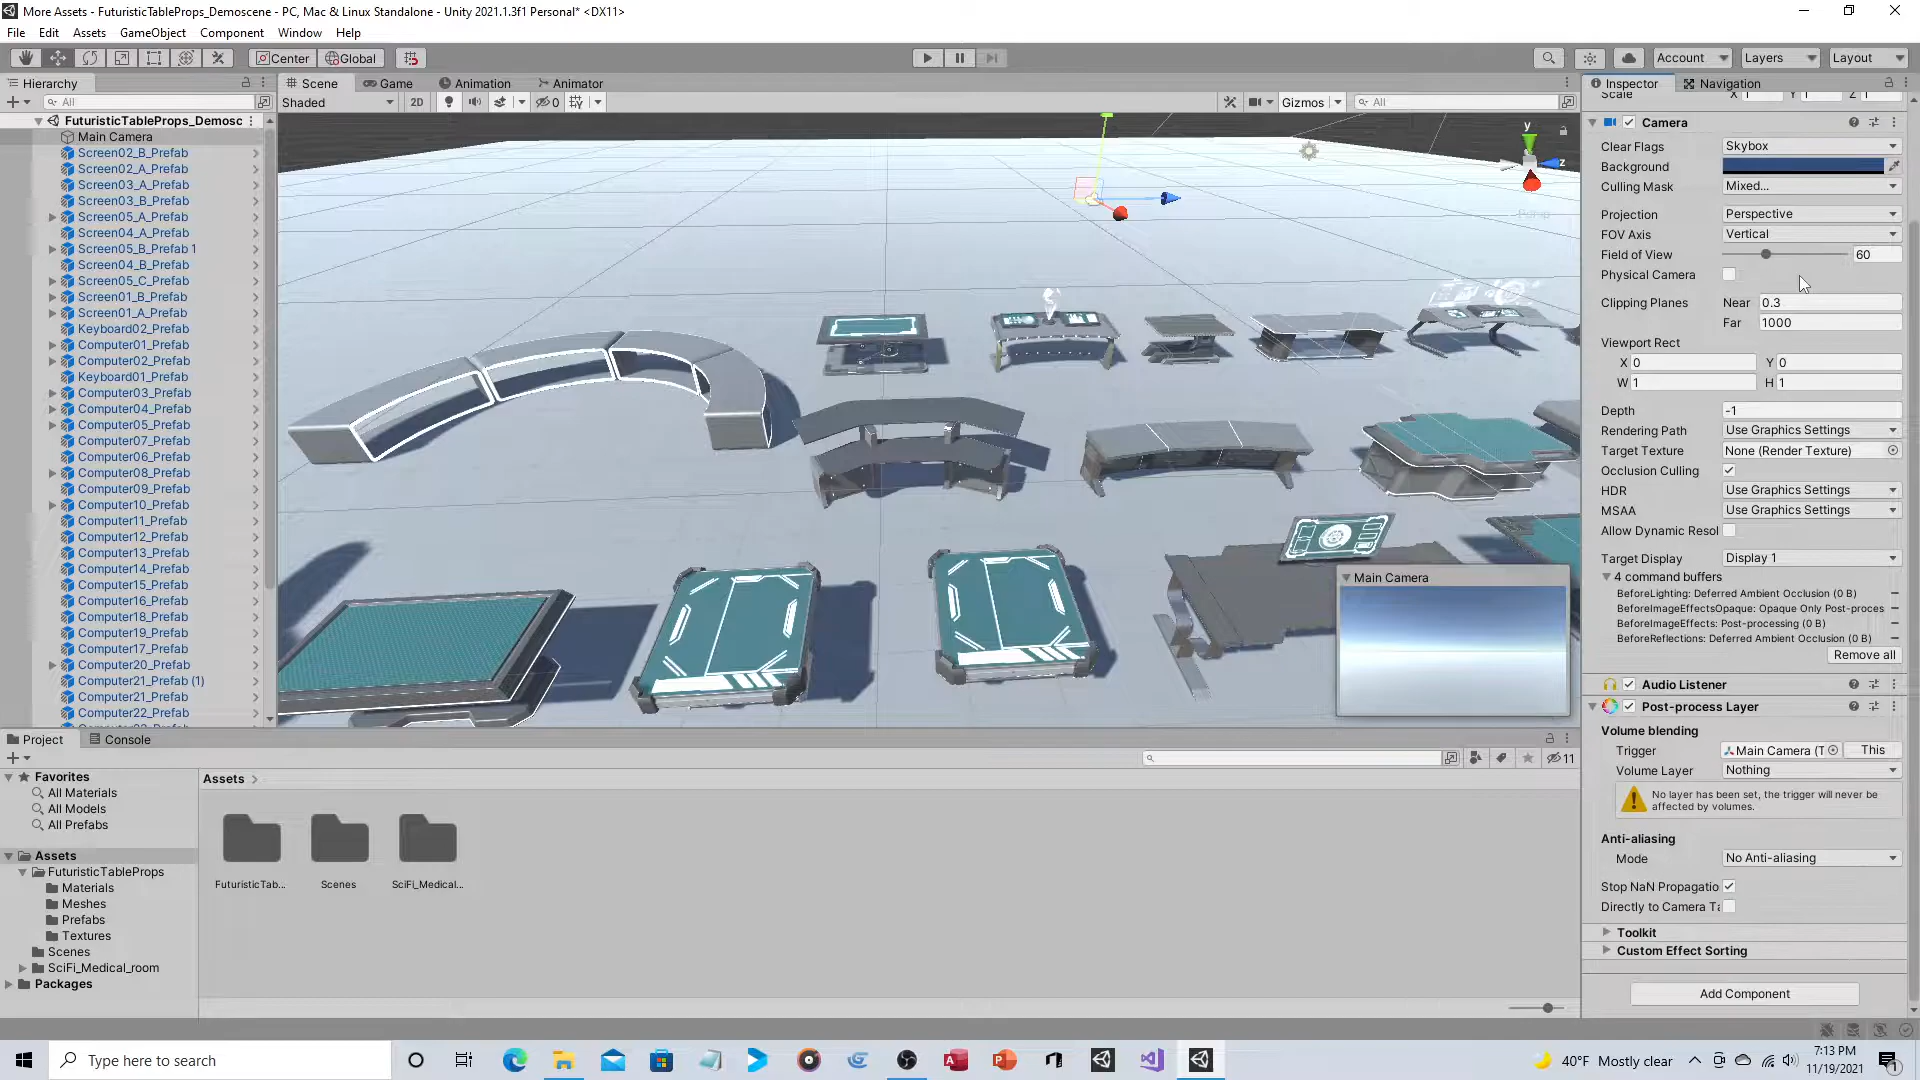 More Assets - FuturisticTableProps_Demoscene - PC, Mac & Linux Standalone - Unity 2021.1.3f1 Personal* <DX11>
File Edit Assets GameObject Component Window Help
Center Global Account Layers Layout
Hierarchy
Scene Game Animation Animator
Inspector Navigation
All
Shaded 2D 0 Gizmos All
FuturisticTableProps_Demosc
Main Camera
Screen02_B_Prefab
Screen02_A_Prefab
Screen03_A_Prefab
Screen03_B_Prefab
Screen05_A_Prefab
Screen04_A_Prefab
Screen05_B_Prefab 1
Screen04_B_Prefab
Screen05_C_Prefab
Screen01_B_Prefab
Screen01_A_Prefab
Keyboard02_Prefab
Computer01_Prefab
Computer02_Prefab
Keyboard01_Prefab
Computer03_Prefab
Computer04_Prefab
Computer05_Prefab
Computer07_Prefab
Computer06_Prefab
Computer08_Prefab
Computer09_Prefab
Computer10_Prefab
Computer11_Prefab
Computer12_Prefab
Computer13_Prefab
Computer14_Prefab
Computer15_Prefab
Computer16_Prefab
Computer18_Prefab
Computer19_Prefab
Computer17_Prefab
Computer20_Prefab
Computer21_Prefab (1)
Computer21_Prefab
Computer22_Prefab
y
z
Persp
Main Camera
Scale X 1 Y 1 Z 1
Camera
Clear Flags Skybox
Background
Culling Mask Mixed...
Projection Perspective
FOV Axis Vertical
Field of View 60
Physical Camera
Clipping Planes Near 0.3
Far 1000
Viewport Rect
X 0 Y 0
W 1 H 1
Depth -1
Rendering Path Use Graphics Settings
Target Texture None (Render Texture)
Occlusion Culling
HDR Use Graphics Settings
MSAA Use Graphics Settings
Allow Dynamic Resol
Target Display Display 1
4 command buffers
BeforeLighting: Deferred Ambient Occlusion (0 B)
BeforeImageEffectsOpaque: Opaque Only Post-proces
BeforeImageEffects: Post-processing (0 B)
BeforeReflections: Deferred Ambient Occlusion (0 B)
Remove all
Audio Listener
Post-process Layer
Volume blending
Trigger Main Camera (T This
Volume Layer Nothing
No layer has been set, the trigger will never be
affected by volumes.
Anti-aliasing
Mode No Anti-aliasing
Stop NaN Propagatio
Directly to Camera Ta
Toolkit
Custom Effect Sorting
Add Component
Project Console
11
Favorites
All Materials
All Models
All Prefabs
Assets
FuturisticTableProps
Materials
Meshes
Prefabs
Textures
Scenes
SciFi_Medical_room
Packages
Assets
FuturisticTab...
Scenes
SciFi_Medical...
Type here to search
40°F Mostly clear
7:13 PM
11/19/2021
1